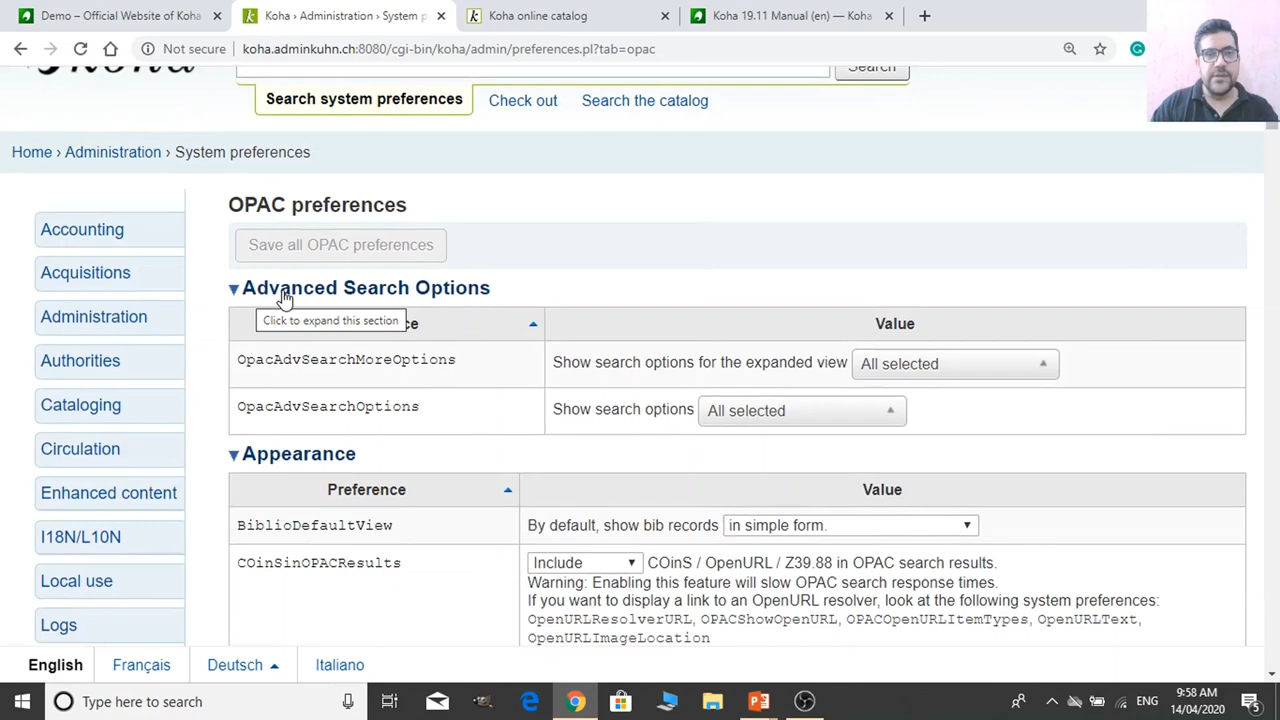 Demo – Official Website of Koha
Koha › Administration › System p
Koha online catalog
Koha 19.11 Manual (en) — Koha
Not secure
koha.adminkuhn.ch:8080/cgi-bin/koha/admin/preferences.pl?tab=opac
koha
Search
Search system preferences
Check out
Search the catalog
Home › Administration › System preferences
Accounting
Acquisitions
Administration
Authorities
Cataloging
Circulation
Enhanced content
I18N/L10N
Local use
Logs
OPAC preferences
Save all OPAC preferences
Advanced Search Options
Click to expand this section
Value
OpacAdvSearchMoreOptions
Show search options for the expanded view All selected
OpacAdvSearchOptions
Show search options All selected
Appearance
Preference Value
BiblioDefaultView
By default, show bib records in simple form.
COinSinOPACResults
Include COinS / OpenURL / Z39.88 in OPAC search results.
Warning: Enabling this feature will slow OPAC search response times.
If you want to display a link to an OpenURL resolver, look at the following system preferences:
OpenURLResolverURL, OPACShowOpenURL, OPACOpenURLItemTypes, OpenURLText,
OpenURLImageLocation
English Français Deutsch Italiano
Type here to search
ENG
9:58 AM
14/04/2020
5